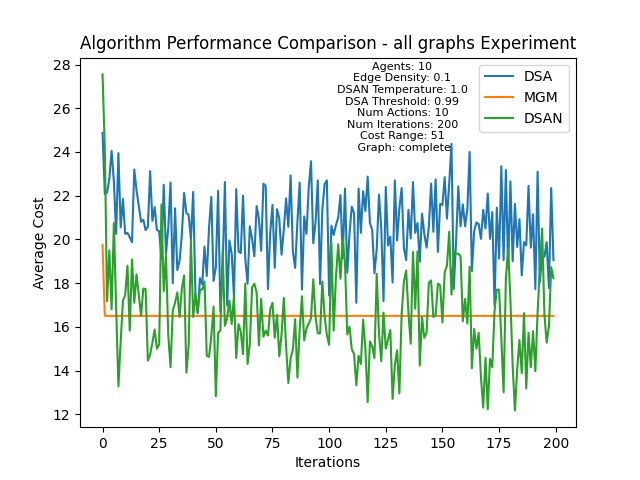 Algorithm Performance Comparison - all graphs Experiment
Agents: 10
Edge Density: 0.1
DSAN Temperature: 1.0
DSA Threshold: 0.99
Num Actions: 10
Num Iterations: 200
Cost Range: 51
Graph: complete
DSA
MGM
DSAN
Average Cost
28
26
24
22
20
18
16
14
12
0
25
50
75
100
125
150
175
200
Iterations